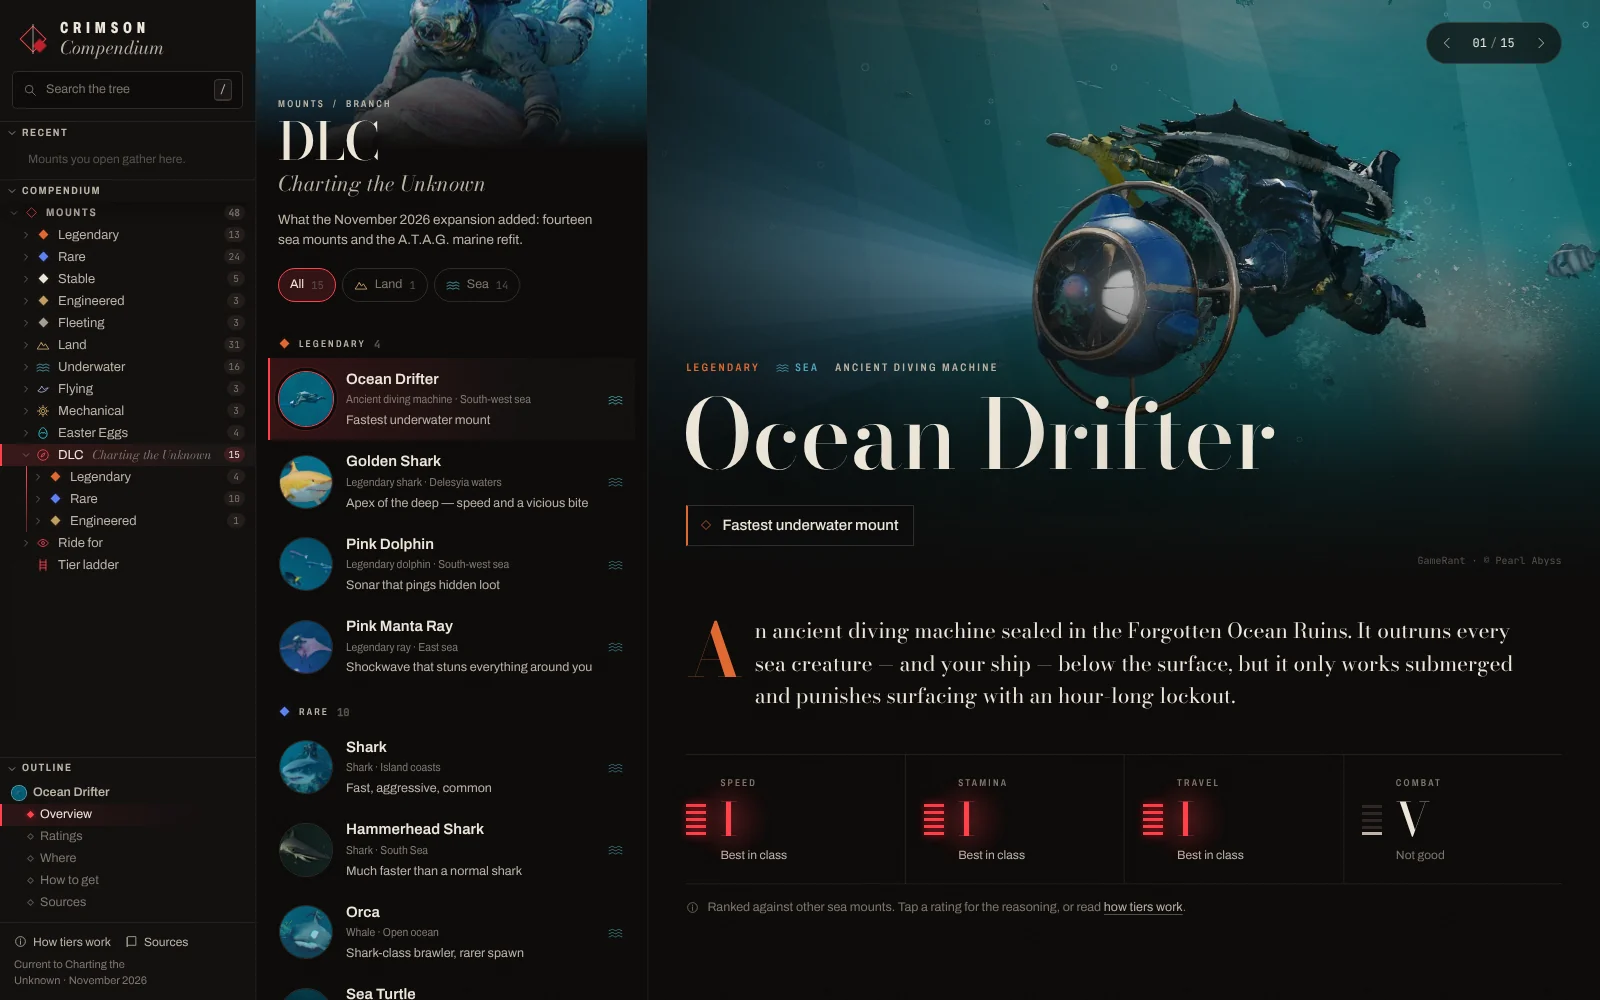 CRIMSON
Compendium
Search the tree
/
RECENT
Mounts you open gather here.
COMPENDIUM
MOUNTS 48
Legendary 13
Rare 24
Stable 5
Engineered 3
Fleeting 3
Land 31
Underwater 16
Flying 3
Mechanical 3
Easter Eggs 4
DLC Charting the Unknown 15
Legendary 4
Rare 10
Engineered 1
Ride for
Tier ladder
OUTLINE
Ocean Drifter
Overview
Ratings
Where
How to get
Sources
How tiers work
Sources
Current to Charting the
Unknown · November 2026
MOUNTS / BRANCH
DLC
Charting the Unknown
What the November 2026 expansion added: fourteen
sea mounts and the A.T.A.G. marine refit.
All 15
Land 1
Sea 14
LEGENDARY 4
Ocean Drifter
Ancient diving machine · South-west sea
Fastest underwater mount
Golden Shark
Legendary shark · Delesyia waters
Apex of the deep — speed and a vicious bite
Pink Dolphin
Legendary dolphin · South-west sea
Sonar that pings hidden loot
Pink Manta Ray
Legendary ray · East sea
Shockwave that stuns everything around you
RARE 10
Shark
Shark · Island coasts
Fast, aggressive, common
Hammerhead Shark
Shark · South Sea
Much faster than a normal shark
Orca
Whale · Open ocean
Shark-class brawler, rarer spawn
Sea Turtle
01 / 15
LEGENDARY SEA ANCIENT DIVING MACHINE
Ocean Drifter
Fastest underwater mount
GameRant · © Pearl Abyss
An ancient diving machine sealed in the Forgotten Ocean Ruins. It outruns every
sea creature — and your ship — below the surface, but it only works submerged
and punishes surfacing with an hour-long lockout.
SPEED
I
Best in class
STAMINA
I
Best in class
TRAVEL
I
Best in class
COMBAT
V
Not good
Ranked against other sea mounts. Tap a rating for the reasoning, or read how tiers work.